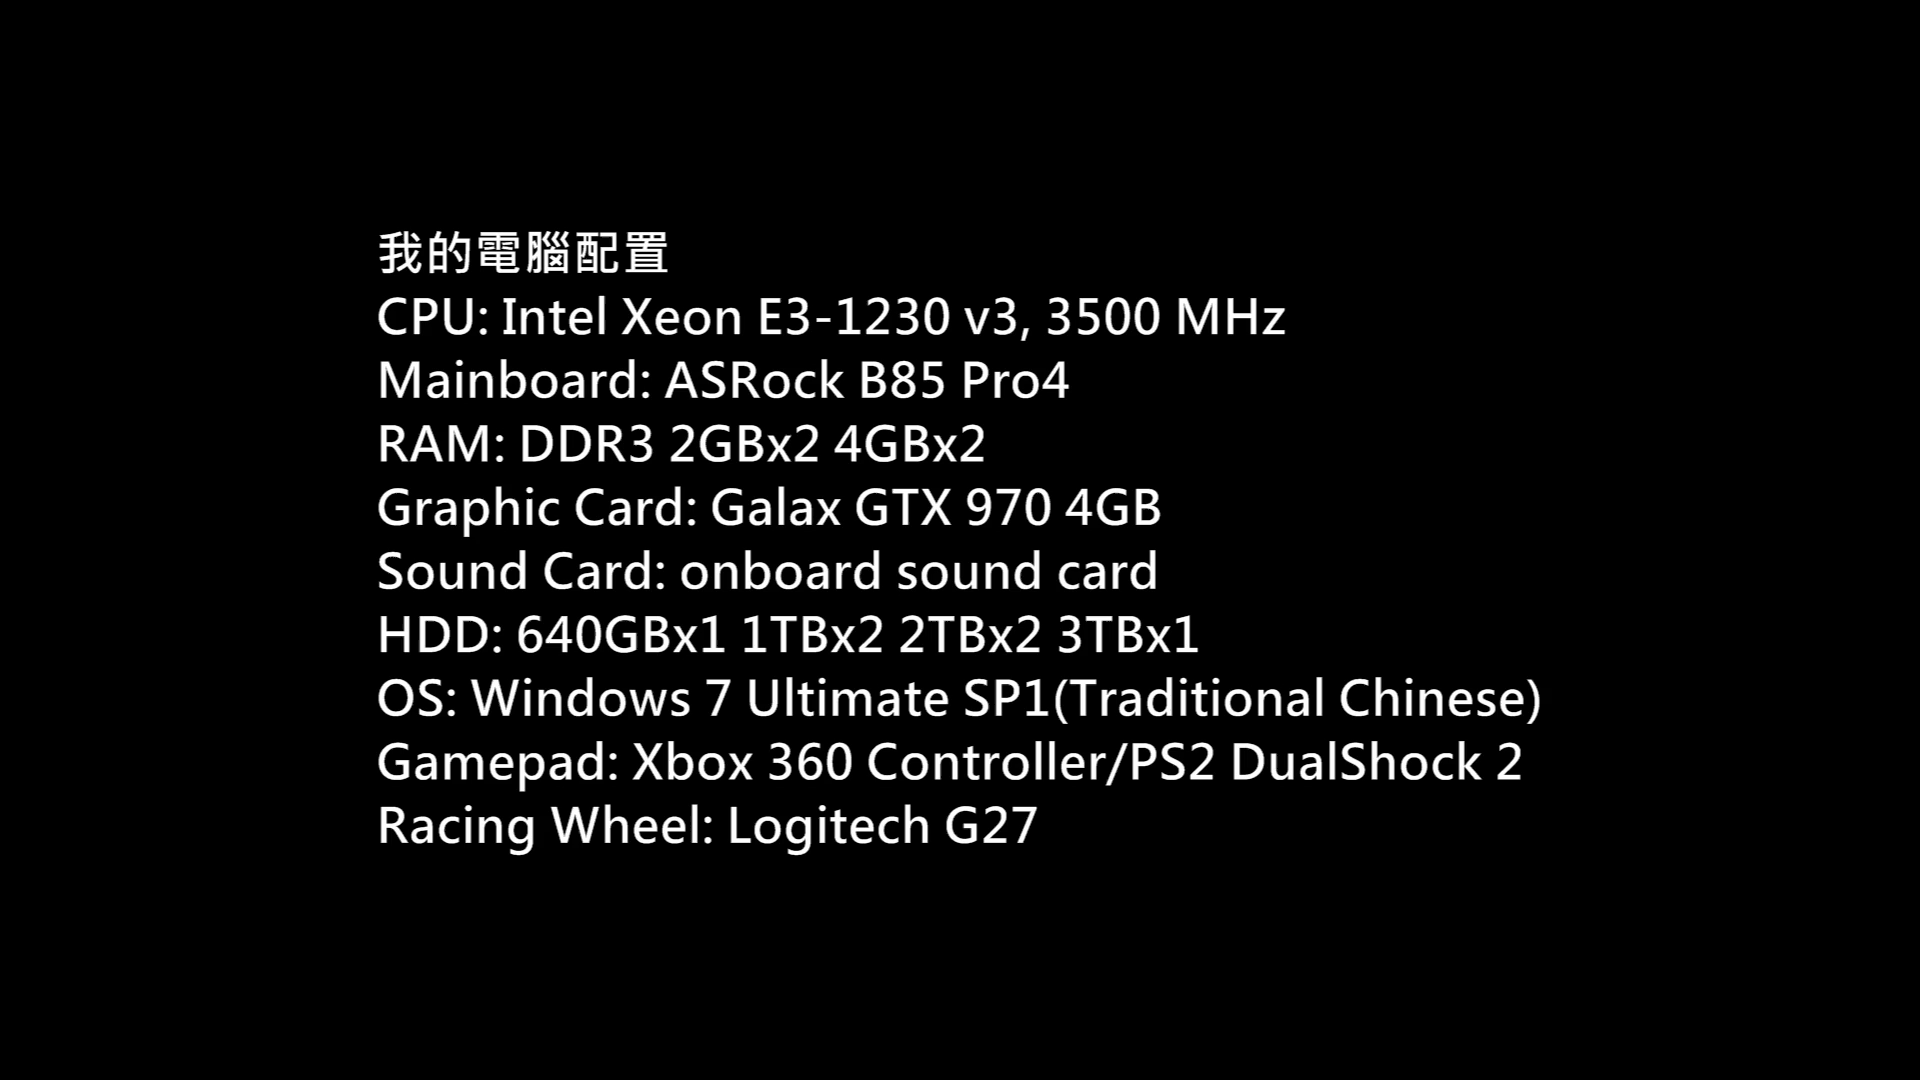 我的電腦配置
CPU: Intel Xeon E3-1230 v3, 3500 MHz
Mainboard: ASRock B85 Pro4
RAM: DDR3 2GBx2 4GBx2
Graphic Card: Galax GTX 970 4GB
Sound Card: onboard sound card
HDD: 640GBx1 1TBx2 2TBx2 3TBx1
OS: Windows 7 Ultimate SP1(Traditional Chinese)
Gamepad: Xbox 360 Controller/PS2 DualShock 2
Racing Wheel: Logitech G27